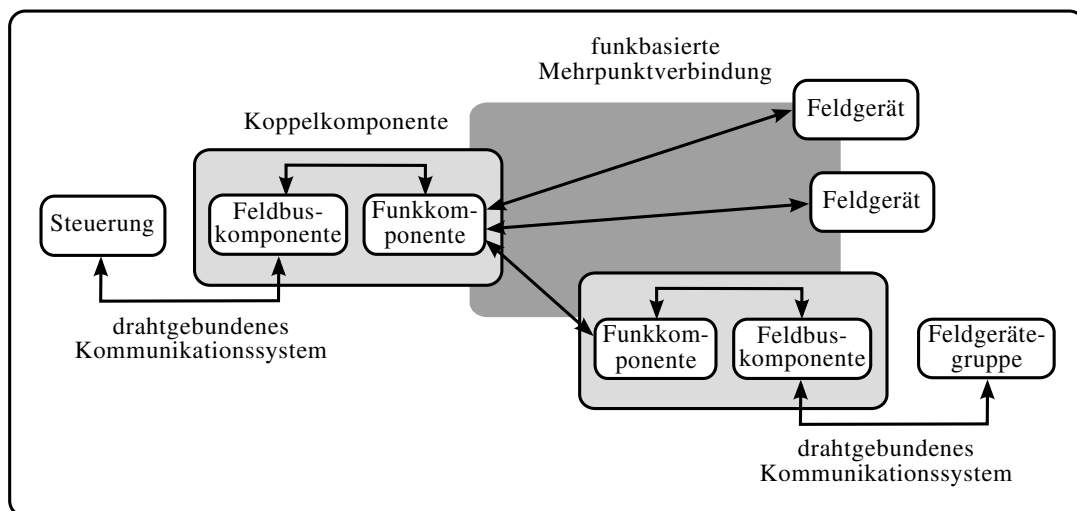 funkbasierte
Mehrpunktverbindung
Koppelkomponente
Feldgerät
Steuerung
Feldbus-
komponente
Funkkom-
ponente
Feldgerät
drahtgebundenes
Kommunikationssystem
Funkkom-
ponente
Feldbus-
komponente
Feldgeräte-
gruppe
drahtgebundenes
Kommunikationssystem